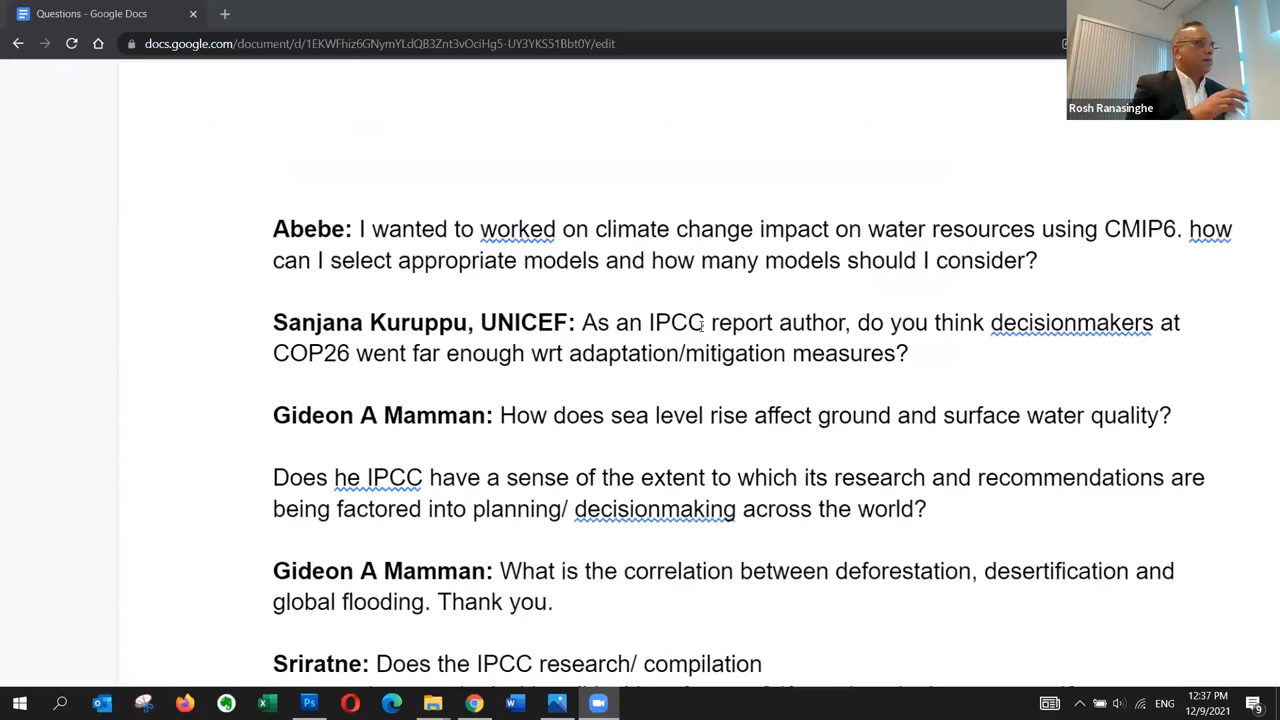 Questions - Google Docs
docs.google.com/document/d/1EKWFhiz6GNymYLdQB3Znt3vOciHg5-UY3YKS51Bbt0Y/edit
Rosh Ranasinghe
Abebe: I wanted to worked on climate change impact on water resources using CMIP6. how
can I select appropriate models and how many models should I consider?
Sanjana Kuruppu, UNICEF: As an IPCC report author, do you think decisionmakers at
COP26 went far enough wrt adaptation/mitigation measures?
Gideon A Mamman: How does sea level rise affect ground and surface water quality?
Does he IPCC have a sense of the extent to which its research and recommendations are
being factored into planning/ decisionmaking across the world?
Gideon A Mamman: What is the correlation between deforestation, desertification and
global flooding. Thank you.
Sriratne: Does the IPCC research/ compilation
ENG
12:37 PM
12/9/2021